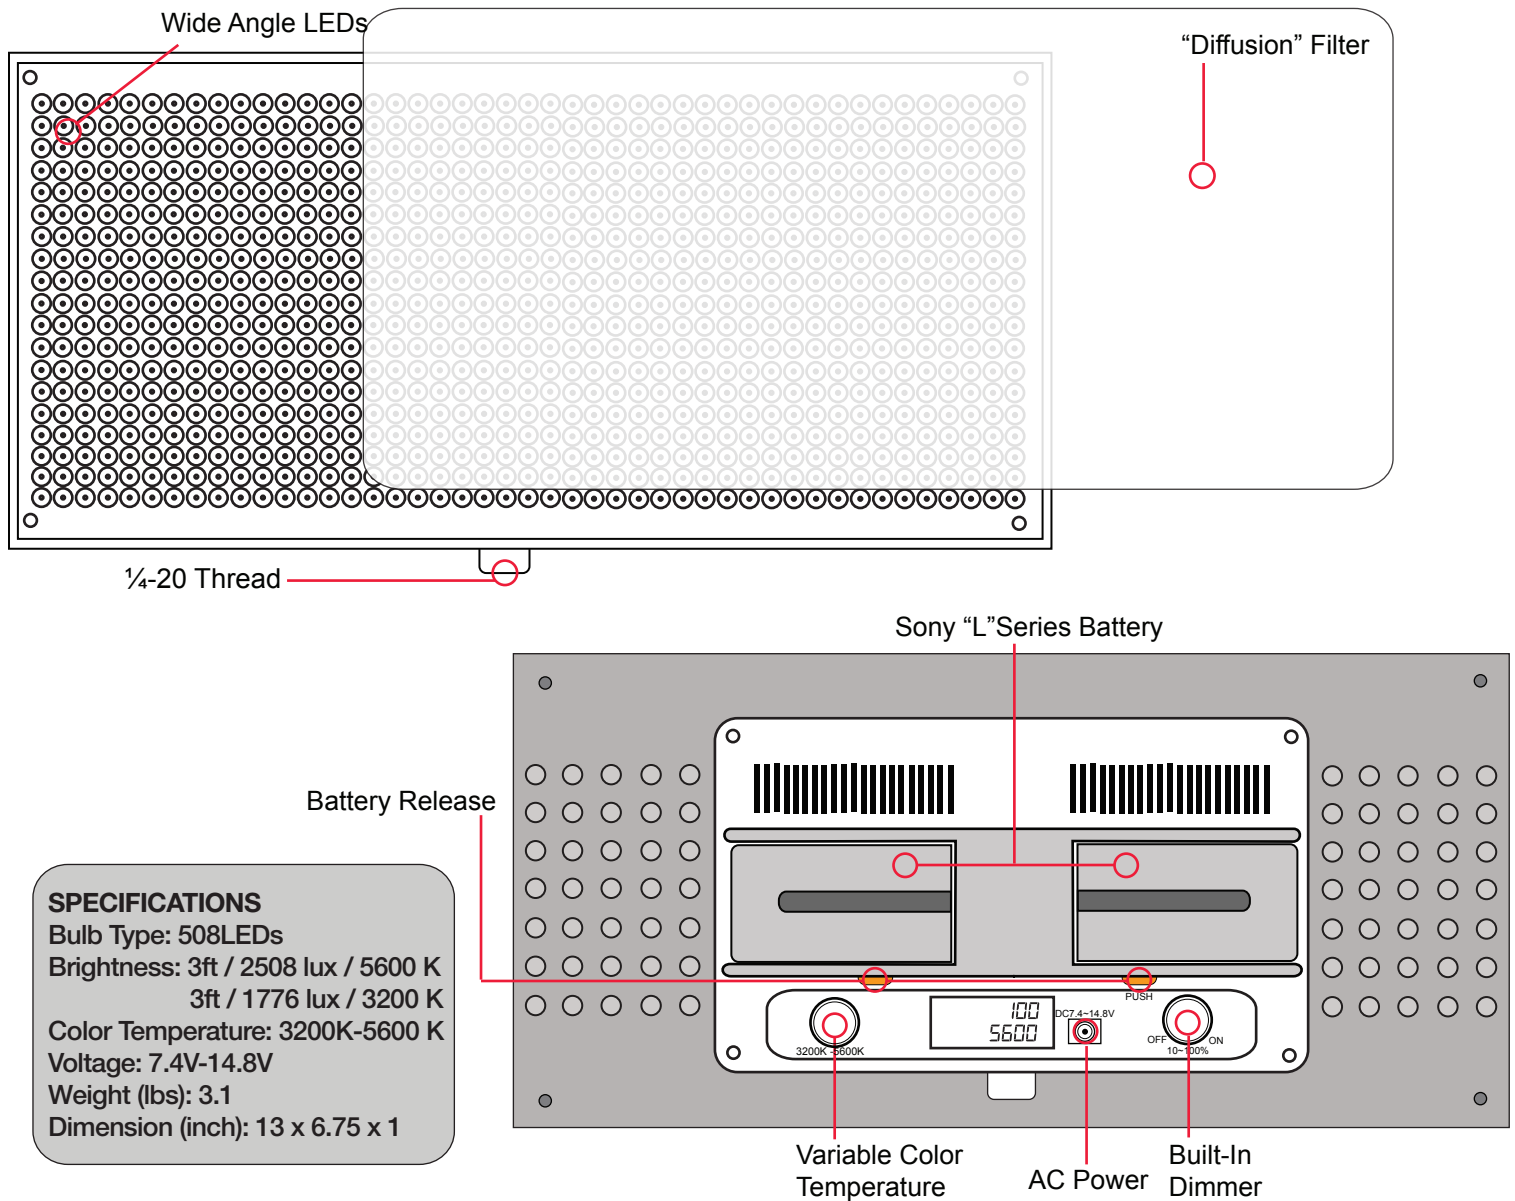 Wide Angle LEDs
“Diffusion” Filter
¼-20 Thread
Sony “L”Series Battery
Battery Release
SPECIFICATIONS
Bulb Type: 508LEDs
Brightness: 3ft / 2508 lux / 5600 K
3ft / 1776 lux / 3200 K
Color Temperature: 3200K-5600 K
Voltage: 7.4V-14.8V
Weight (lbs): 3.1
Dimension (inch): 13 x 6.75 x 1
PUSH
100
5600
DC7.4~14.8V
OFF
ON
10~100%
3200K -5600K
Variable Color
Temperature
AC Power
Built-In
Dimmer